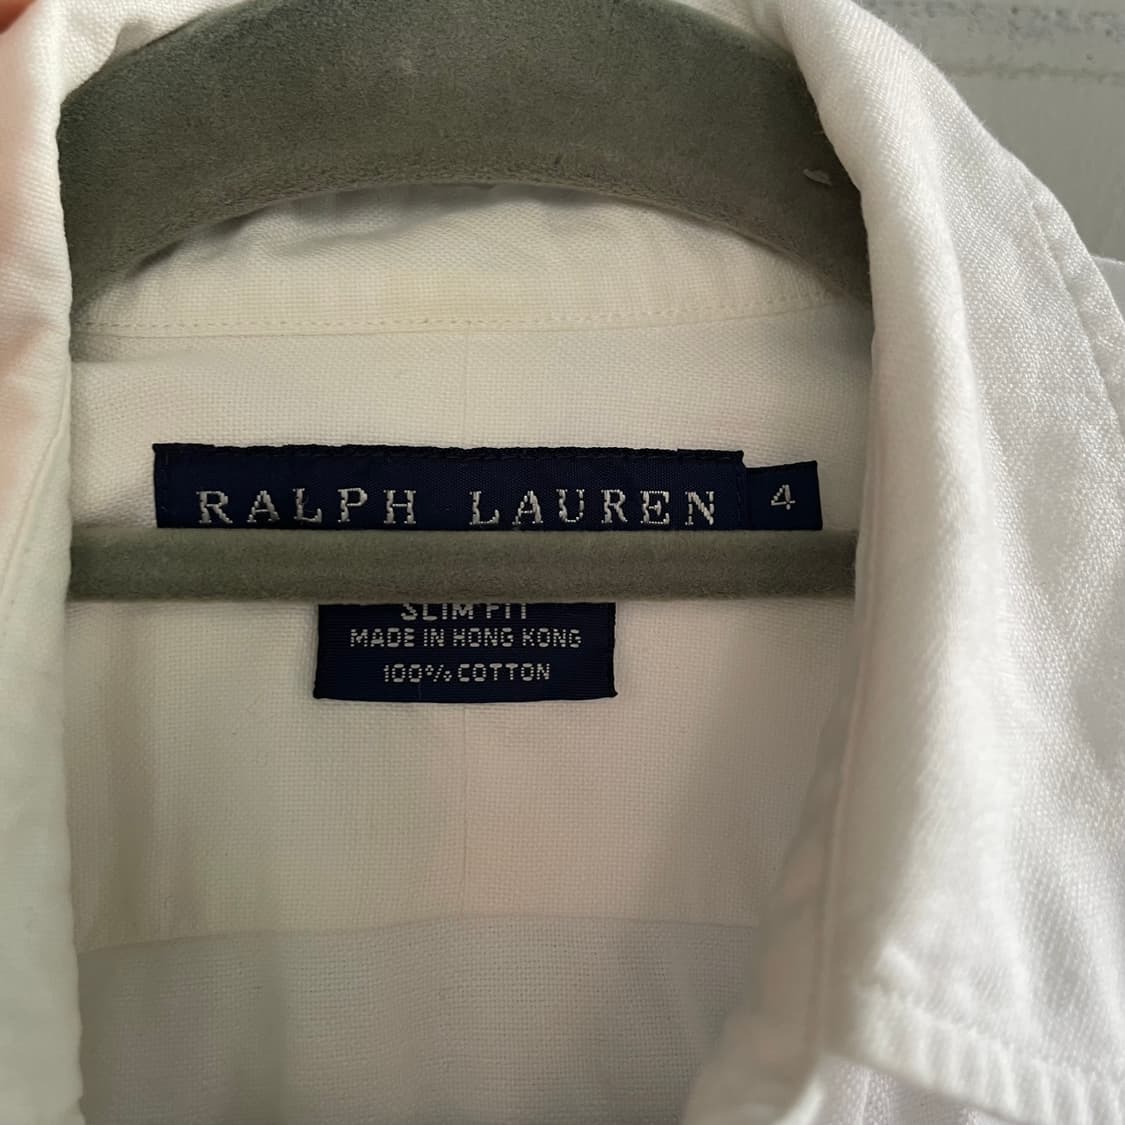 RALPH LAUREN 4
SLIM FIT
MADE IN HONG KONG
100% COTTON